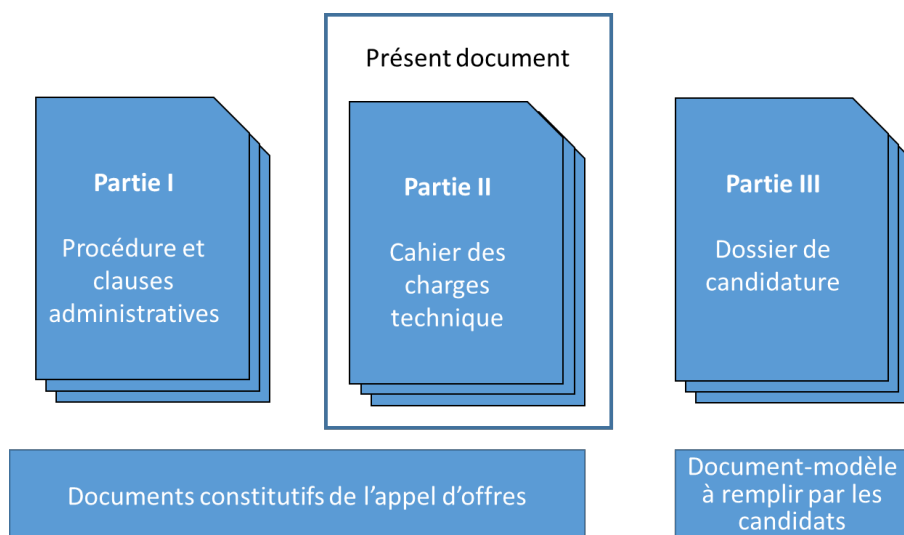 Présent document
Partie I
Procédure et
clauses
administratives
Partie II
Cahier des
charges
technique
Partie III
Dossier de
candidature
Documents constitutifs de l’appel d’offres
Document-modèle
à remplir par les
candidats